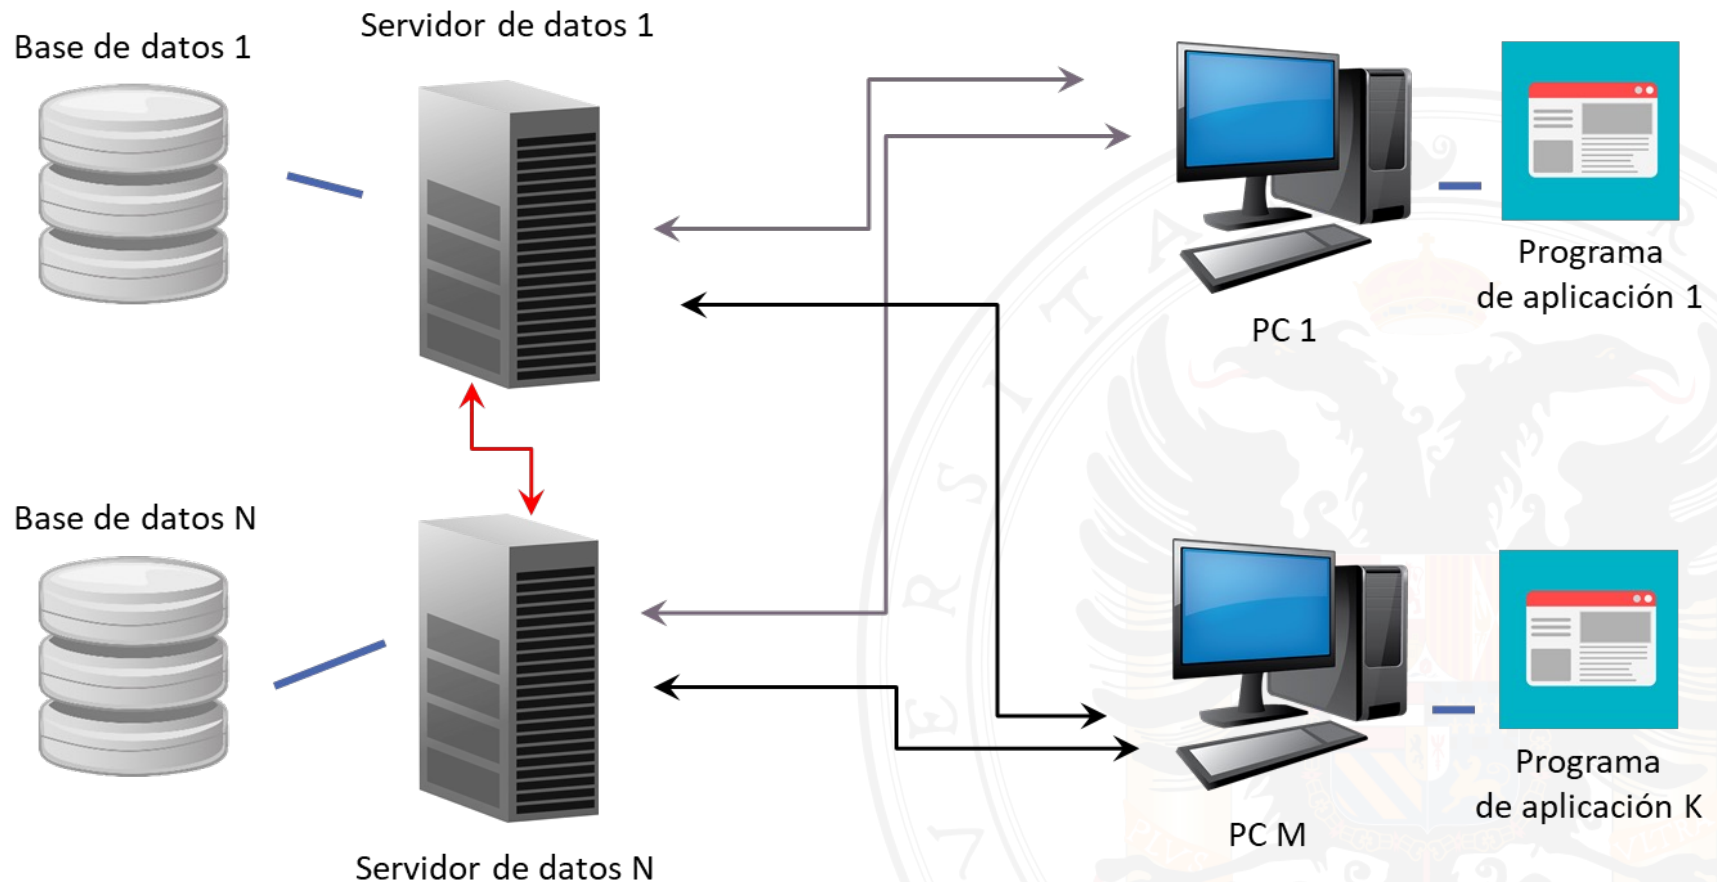 Servidor de datos 1
Base de datos 1
Programa
de aplicación 1
PC 1
Base de datos N
Programa
de aplicación K
PC M
Servidor de datos N